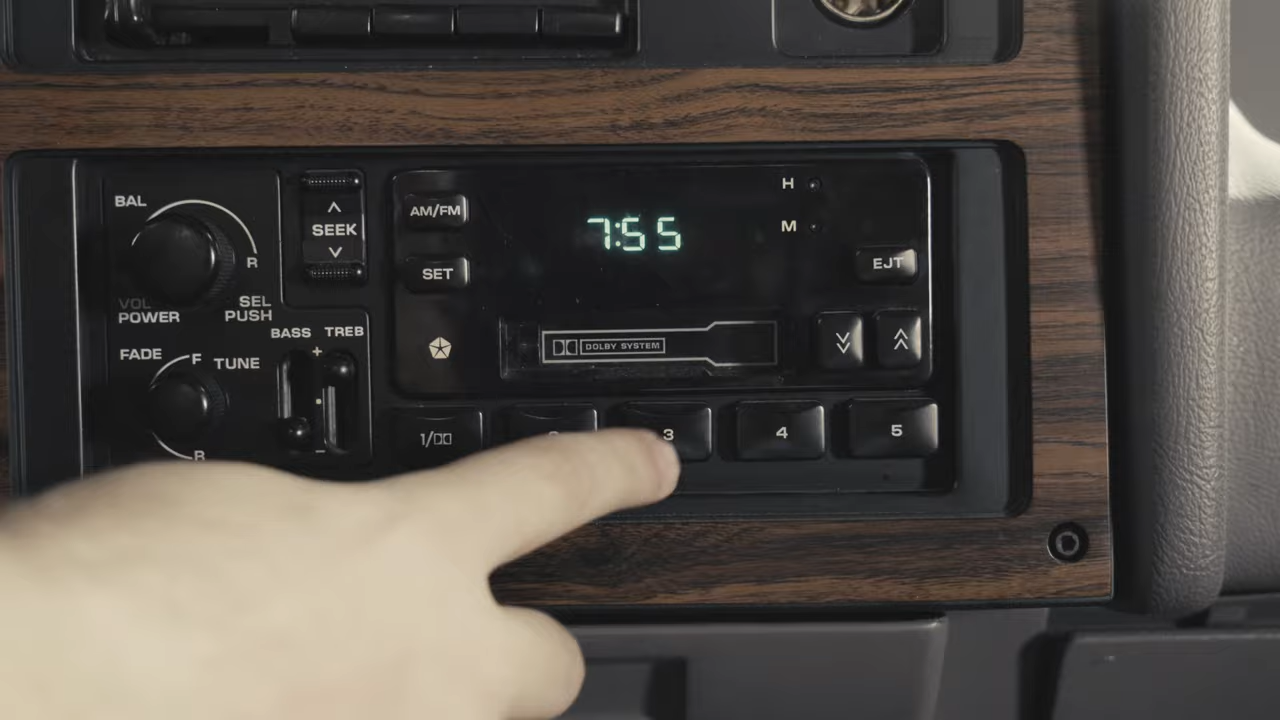 BAL
R
VOL
POWER
SEL
PUSH
SEEK
AM/FM
SET
7:55
H
M
EJT
BASS TREB
+
-
FADE
F
TUNE
R
DOLBY SYSTEM
1/
3
4
5